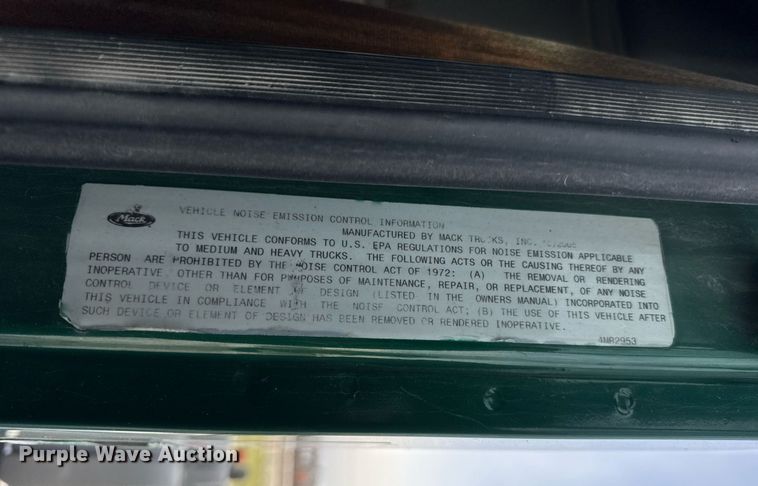 Mack
VEHICLE NOISE EMISSION CONTROL INFORMATION
MANUFACTURED BY MACK TRUCKS, INC.
THIS VEHICLE CONFORMS TO U.S. EPA REGULATIONS FOR NOISE EMISSION APPLICABLE
TO MEDIUM AND HEAVY TRUCKS. THE FOLLOWING ACTS OR THE CAUSING THEREOF BY ANY
PERSON ARE PROHIBITED BY THE NOISE CONTROL ACT OF 1972: (A) THE REMOVAL OR RENDERING
INOPERATIVE. OTHER THAN FOR PURPOSES OF MAINTENANCE, REPAIR, OR REPLACEMENT, OF ANY NOISE
CONTROL DEVICE OR ELEMENT OF DESIGN (LISTED IN THE OWNERS MANUAL) INCORPORATED INTO
THIS VEHICLE IN COMPLIANCE WITH THE NOISE CONTROL ACT; (B) THE USE OF THIS VEHICLE AFTER
SUCH DEVICE OR ELEMENT OF DESIGN HAS BEEN REMOVED OR RENDERED INOPERATIVE.
4MR2953
Purple Wave Auction